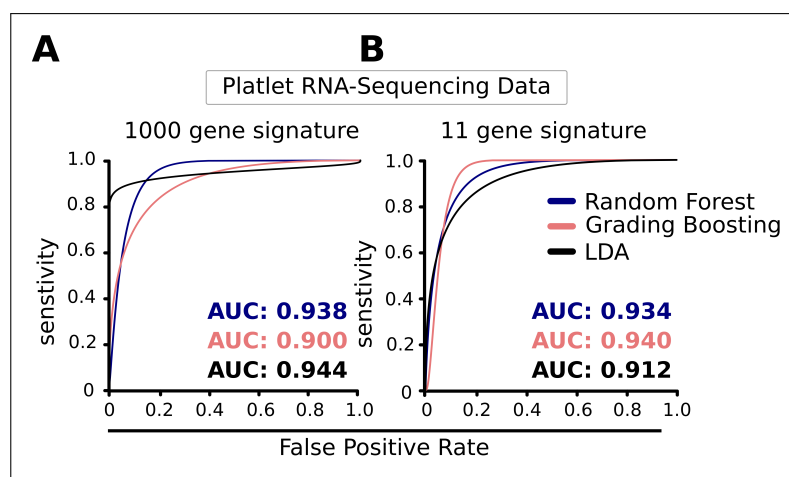 A
B
Platlet RNA-Sequencing Data
1000 gene signature
11 gene signature
senstivity
1.0
0.8
0.6
0.4
0.2
0
0
0.2
0.4
0.6
0.8
1.0
AUC: 0.938
AUC: 0.900
AUC: 0.944
senstivity
1.0
0.8
0.6
0.4
0.2
0
0
0.2
0.4
0.6
0.8
1.0
Random Forest
Grading Boosting
LDA
AUC: 0.934
AUC: 0.940
AUC: 0.912
False Positive Rate